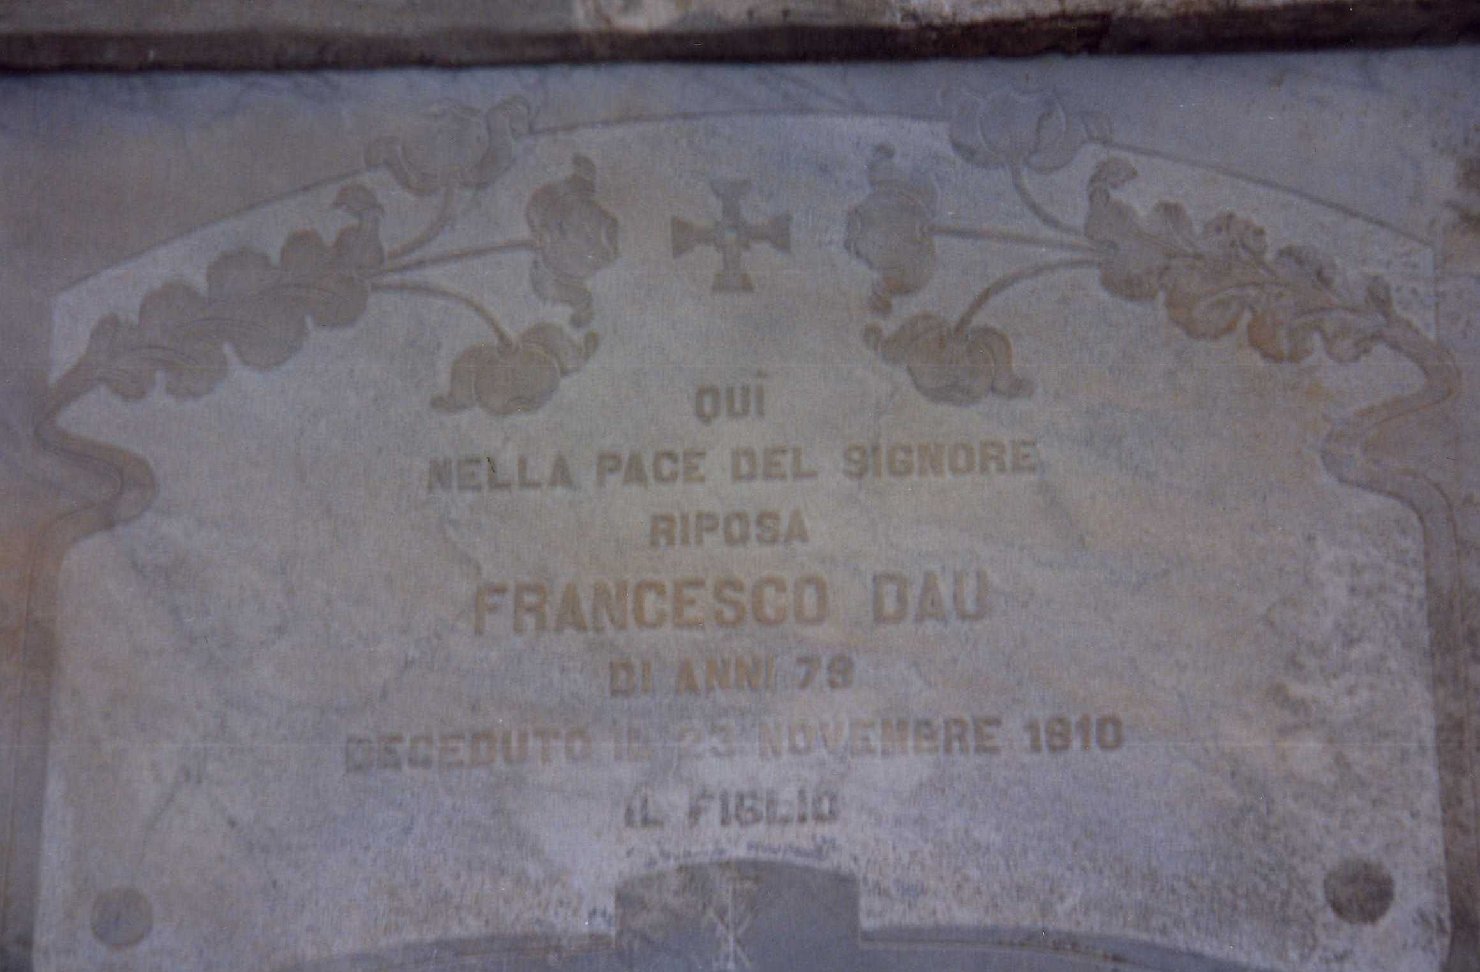 QUI
NELLA PACE DEL SIGNORE
RIPOSA
FRANCESCO DAU
DI ANNI 79
DECEDUTO IL 23 NOVEMBRE 1910
IL FIGLIO